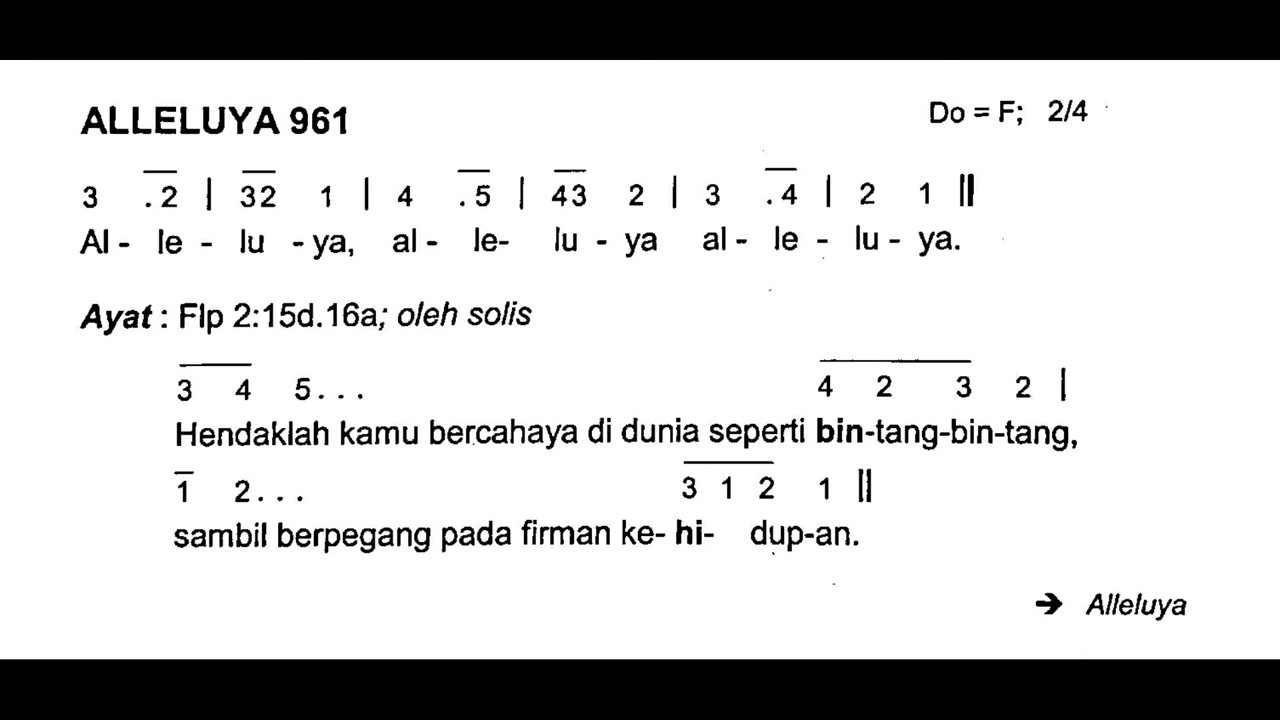 ALLELUYA 961 Do = F; 2/4
3 .2 | 32 1 | 4 .5 | 43 2 | 3 .4 | 2 1 ||
Al - le - lu - ya, al - le- lu - ya al - le - lu - ya.
Ayat : Flp 2:15d.16a; oleh solis
3 4 5... 4 2 3 2 |
Hendaklah kamu bercahaya di dunia seperti bin-tang-bin-tang,
1 2... 3 1 2 1 ||
sambil berpegang pada firman ke- hi- dup-an.
→ Alleluya